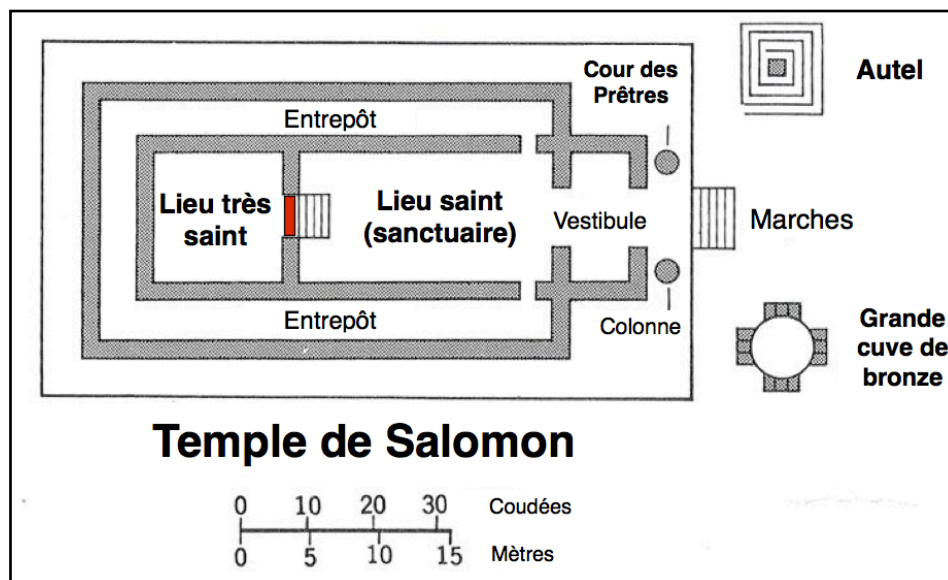 Cour des
Prêtres
Autel
Entrepôt
Lieu très
saint
Lieu saint
(sanctuaire)
Vestibule
Marches
Entrepôt
Colonne
Grande
cuve de
bronze
Temple de Salomon
0 10 20 30 Coudées
0 5 10 15 Mètres